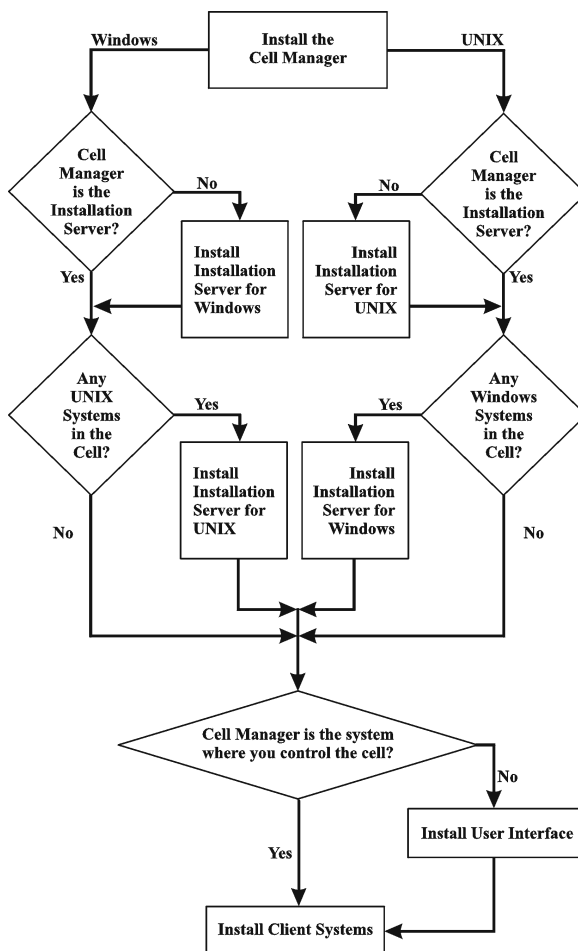 Windows
Install the
Cell Manager
UNIX
Cell
Manager
is the
Installation
Server?
No
Yes
Install
Installation
Server for
Windows
Cell
Manager
is the
Installation
Server?
No
Yes
Install
Installation
Server for
UNIX
Any
UNIX
Systems
in the
Cell?
Yes
No
Install
Installation
Server for
UNIX
Any
Windows
Systems
in the
Cell?
Yes
No
Install
Installation
Server for
Windows
Cell Manager is the system
where you control the cell?
No
Yes
Install User Interface
Install Client Systems